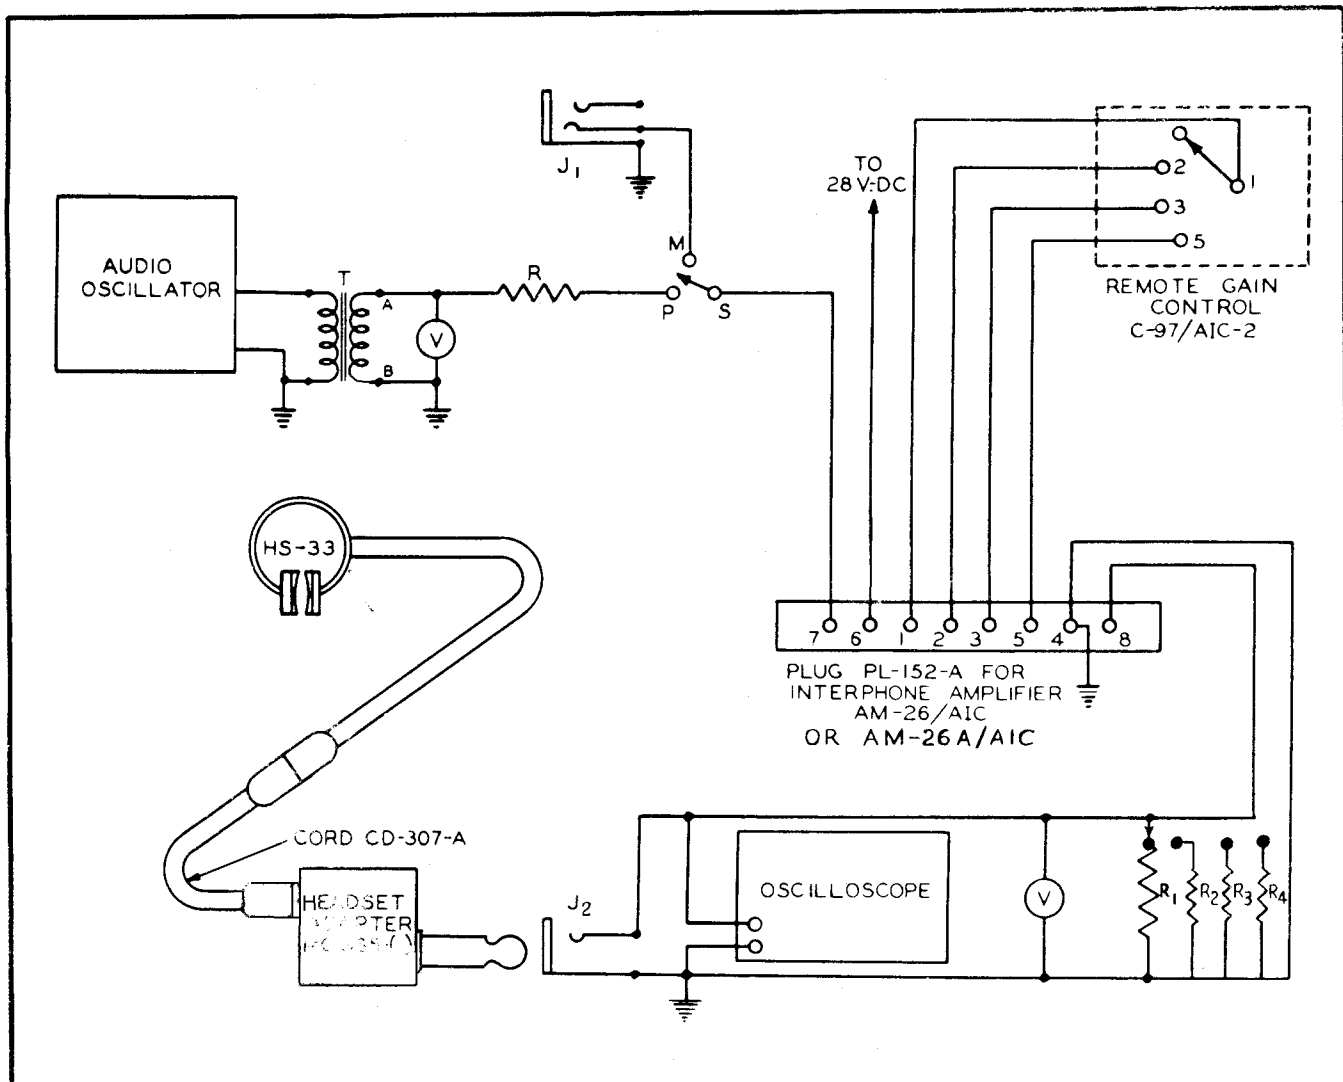 J1
TO
28 V-DC
2
1
3
5
REMOTE GAIN
CONTROL
C-97/AIC-2
AUDIO
OSCILLATOR
T
A
B
V
R
M
P
S
HS-33
7 6 1 2 3 5 4 8
PLUG PL-152-A FOR
INTERPHONE AMPLIFIER
AM-26/AIC
OR AM-26A/AIC
CORD CD-307-A
HEADSET
ADAPTER
J2
OSCILLOSCOPE
V
R1 R2 R3 R4